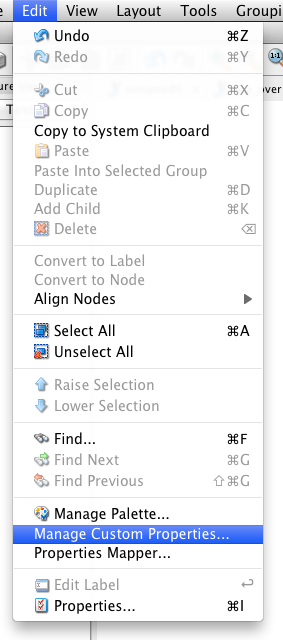 Edit View Layout Tools Groupi
Undo ⌘Z
Redo ⌘Y
Cut ⌘X
Copy ⌘C
Copy to System Clipboard
Paste ⌘V
Paste Into Selected Group
Duplicate ⌘D
Add Child ⌘K
Delete ⌫
Convert to Label
Convert to Node
Align Nodes ▶
Select All ⌘A
Unselect All
Raise Selection
Lower Selection
Find... ⌘F
Find Next ⌘G
Find Previous ⇧⌘G
Manage Palette...
Manage Custom Properties...
Properties Mapper...
Edit Label ↩
Properties... ⌘I